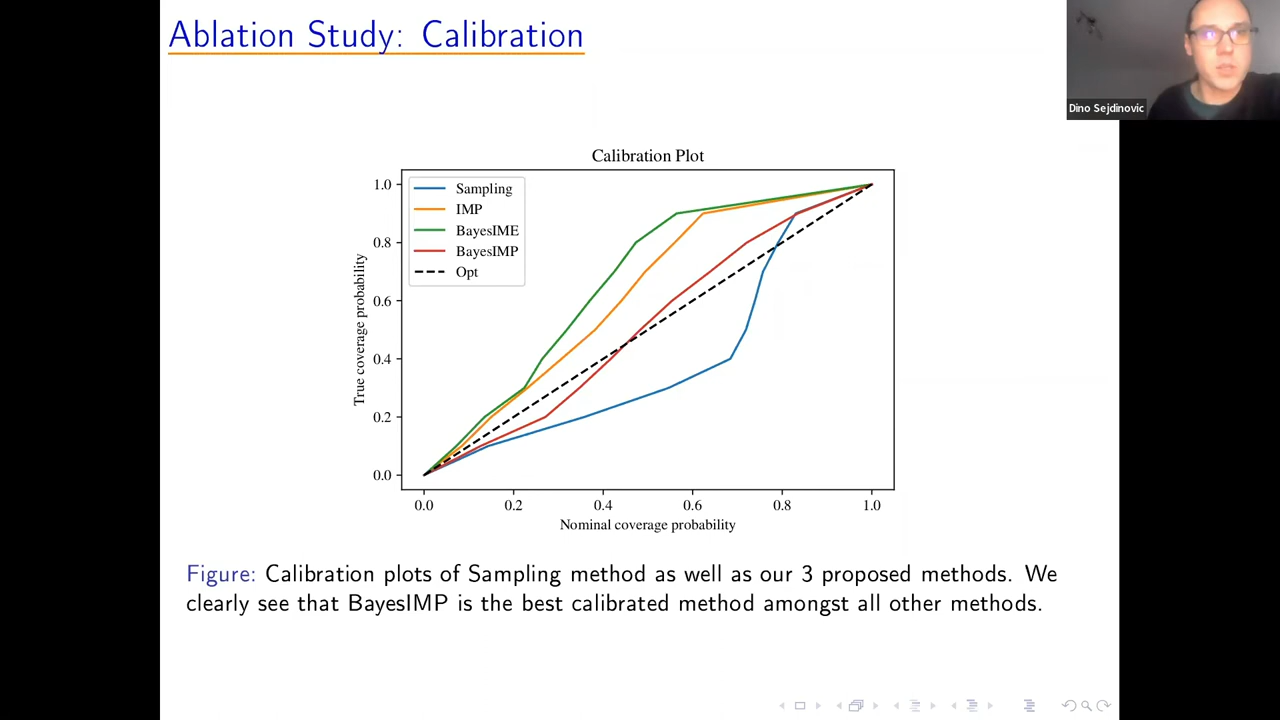 Ablation Study: Calibration
Dino Sejdinovic
Calibration Plot
Sampling
IMP
BayesIME
BayesIMP
Opt
True coverage probability
1.0
0.8
0.6
0.4
0.2
0.0
0.0 0.2 0.4 0.6 0.8 1.0
Nominal coverage probability
Figure: Calibration plots of Sampling method as well as our 3 proposed methods. We
clearly see that BayesIMP is the best calibrated method amongst all other methods.